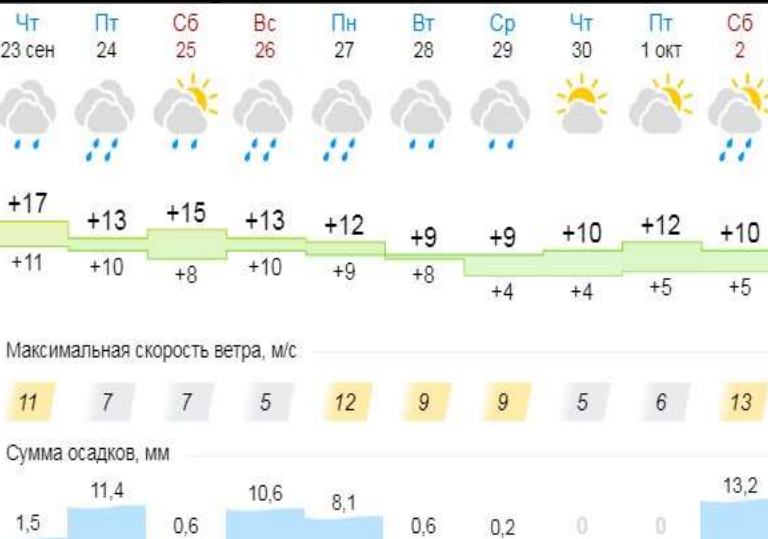 Чт Пт Сб Вс Пн Вт Ср Чт Пт Сб
23 сен 24 25 26 27 28 29 30 1 окт 2
+17 +13 +15 +13 +12 +9 +9 +10 +12 +10
+11 +10 +8 +10 +9 +8 +4 +4 +5 +5
Максимальная скорость ветра, м/с
11 7 7 5 12 9 9 5 6 13
Сумма осадков, мм
1,5 11,4 0,6 10,6 8,1 0,6 0,2 0 0 13,2